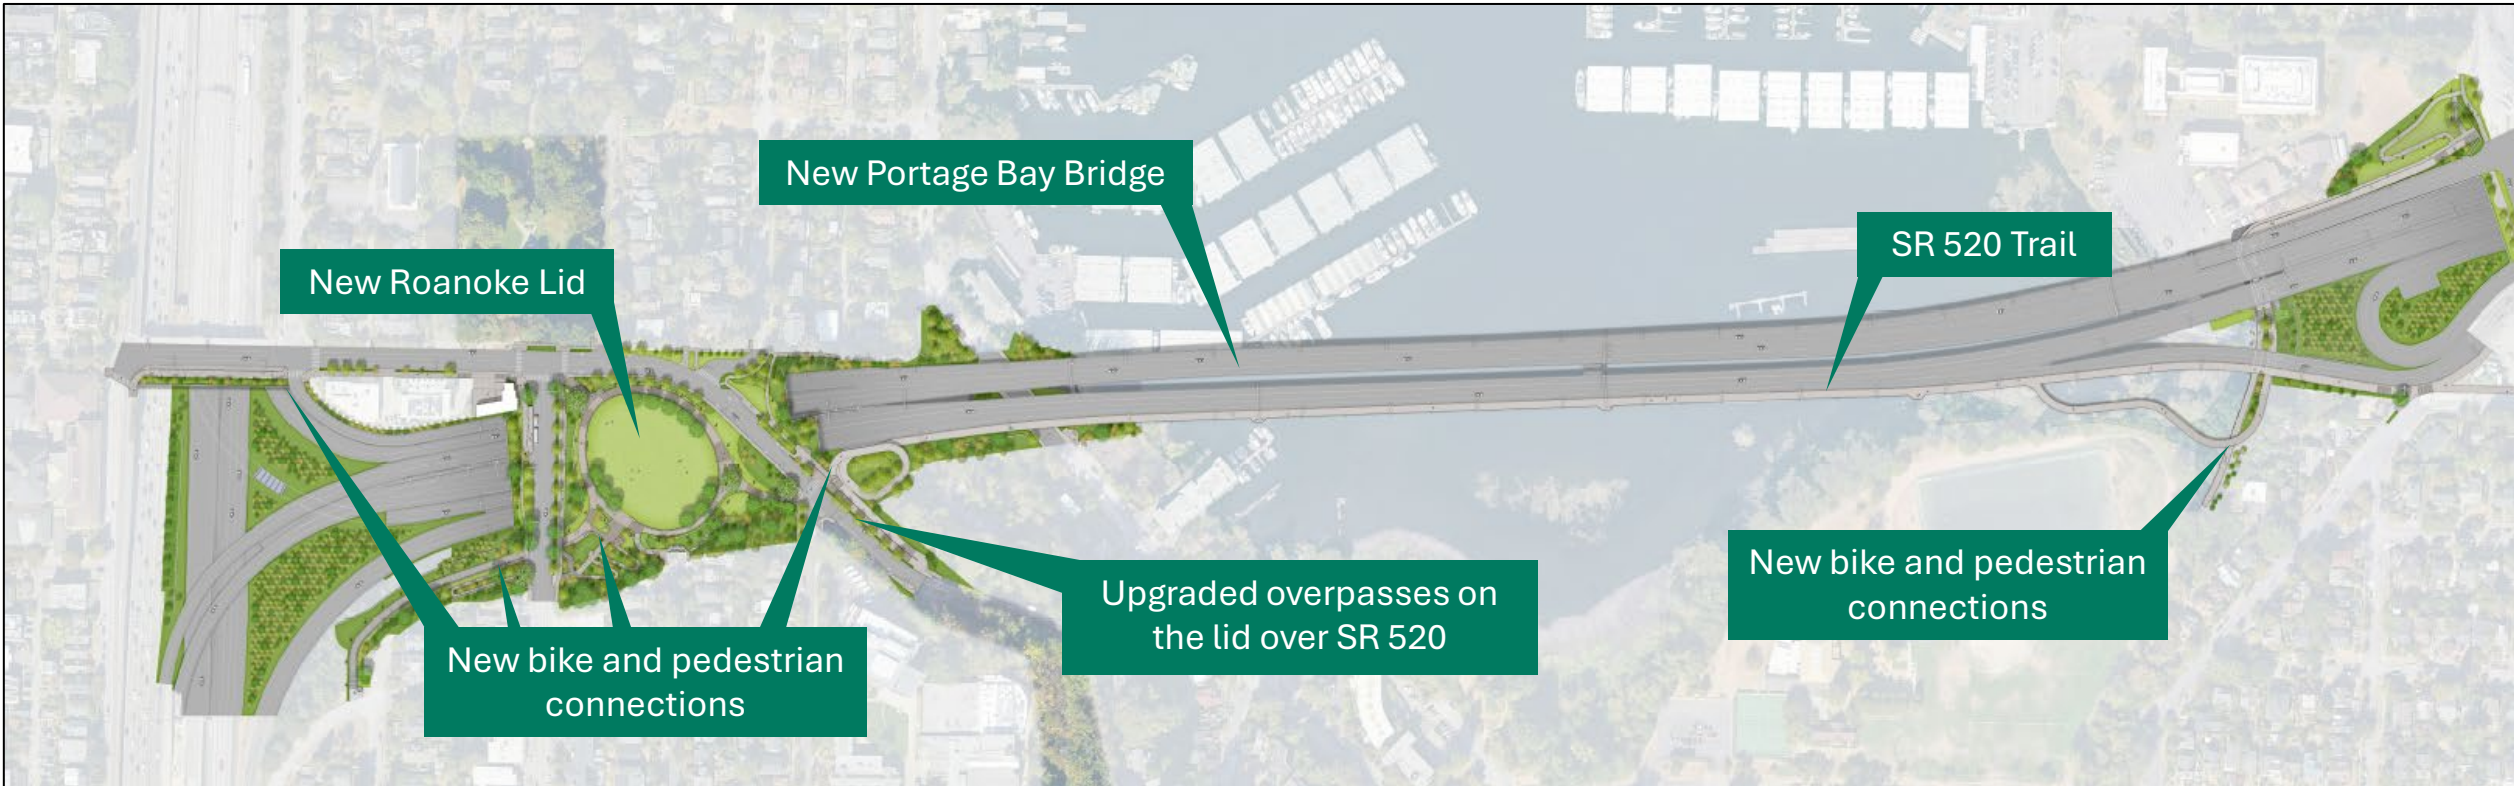 New Portage Bay Bridge
SR 520 Trail
New Roanoke Lid
Upgraded overpasses on
the lid over SR 520
New bike and pedestrian
connections
New bike and pedestrian
connections